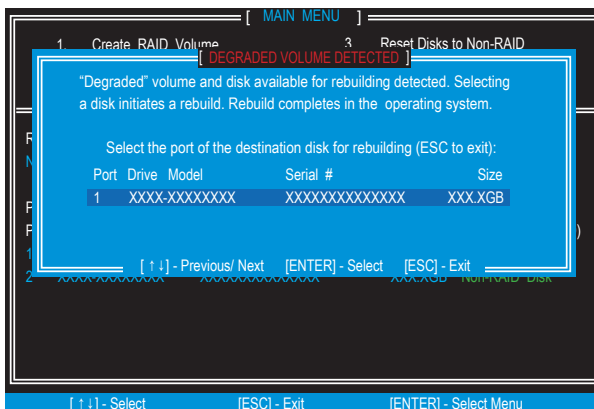 [ MAIN MENU ]
1. Create RAID Volume 3 Reset Disks to Non-RAID
[ DEGRADED VOLUME DETECTED ]
“Degraded” volume and disk available for rebuilding detected. Selecting
a disk initiates a rebuild. Rebuild completes in the operating system.
Select the port of the destination disk for rebuilding (ESC to exit):
Port Drive Model Serial # Size
1 XXXX-XXXXXXXX XXXXXXXXXXXXXX XXX.XGB
[ ↑↓] - Previous/ Next [ENTER] - Select [ESC] - Exit
2 XXXX-XXXXXXXX XXXXXXXXXXXXXX XXX.XGB Non-RAID Disk
[ ↑↓] - Select [ESC] - Exit [ENTER] - Select Menu